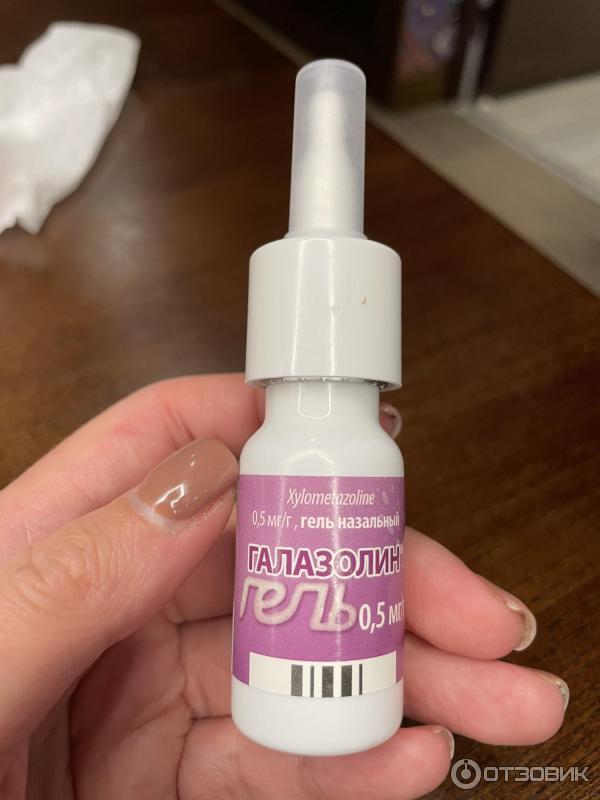 Xylometazoline
0,5 мг/г, гель назальный
ГАЛАЗОЛИН
гель 0,5 мг/
ОТЗОВИК